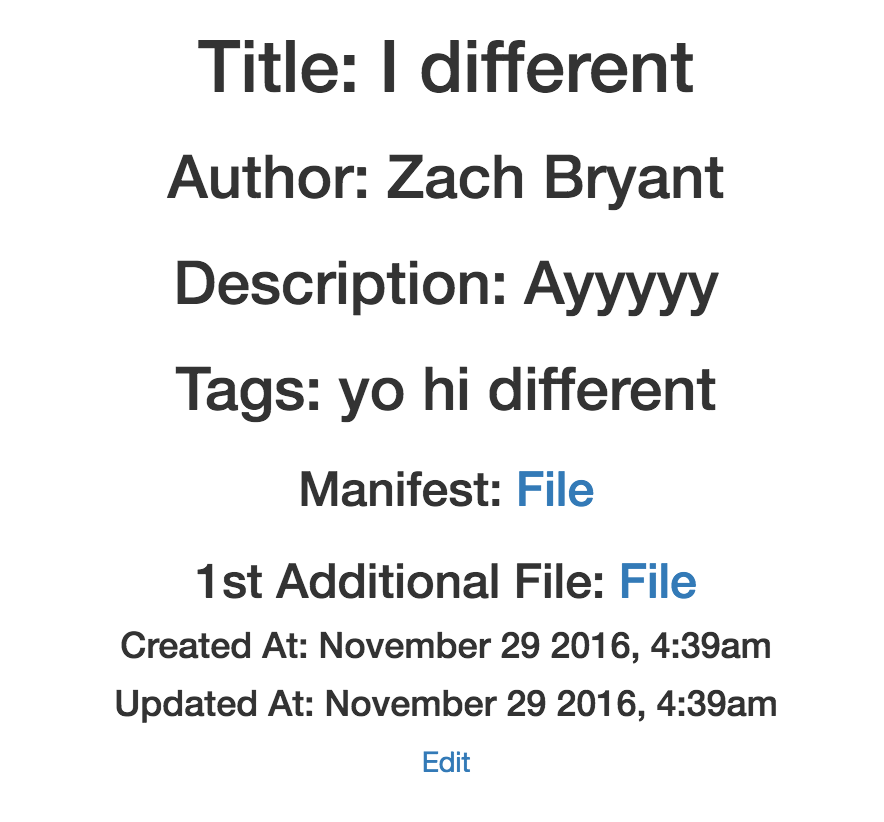 Title: I different
Author: Zach Bryant
Description: Ayyyyy
Tags: yo hi different
Manifest: File
1st Additional File: File
Created At: November 29 2016, 4:39am
Updated At: November 29 2016, 4:39am
Edit